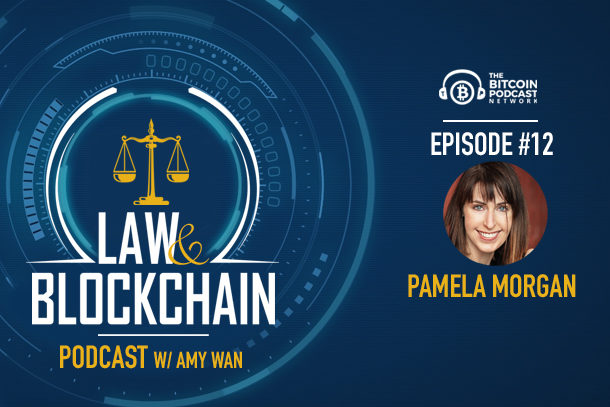 LAW &
BLOCKCHAIN
PODCAST W/ AMY WAN
THE
BITCOIN
PODCAST
NETWORK
EPISODE #12
PAMELA MORGAN